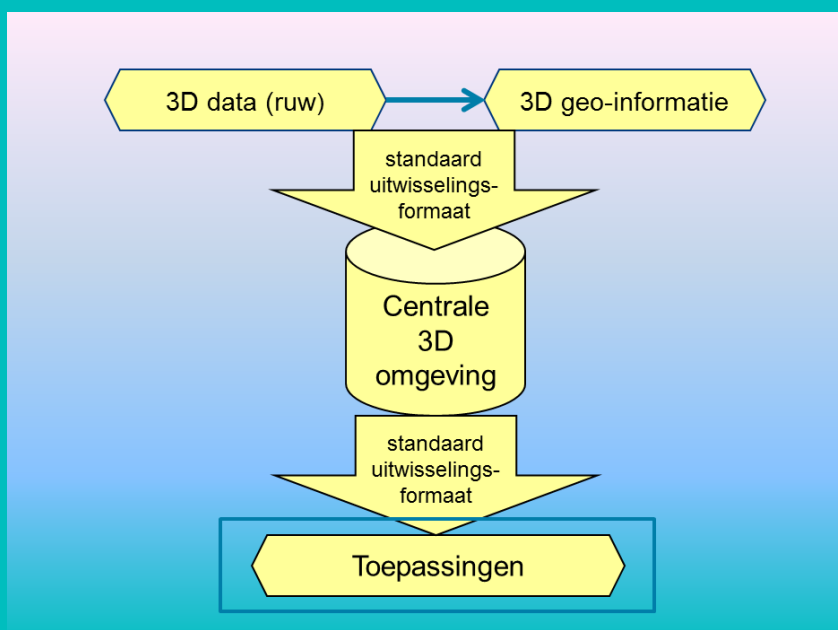 3D data (ruw)
3D geo-informatie
standaard
uitwisselings-
formaat
Centrale
3D
omgeving
standaard
uitwisselings-
formaat
Toepassingen